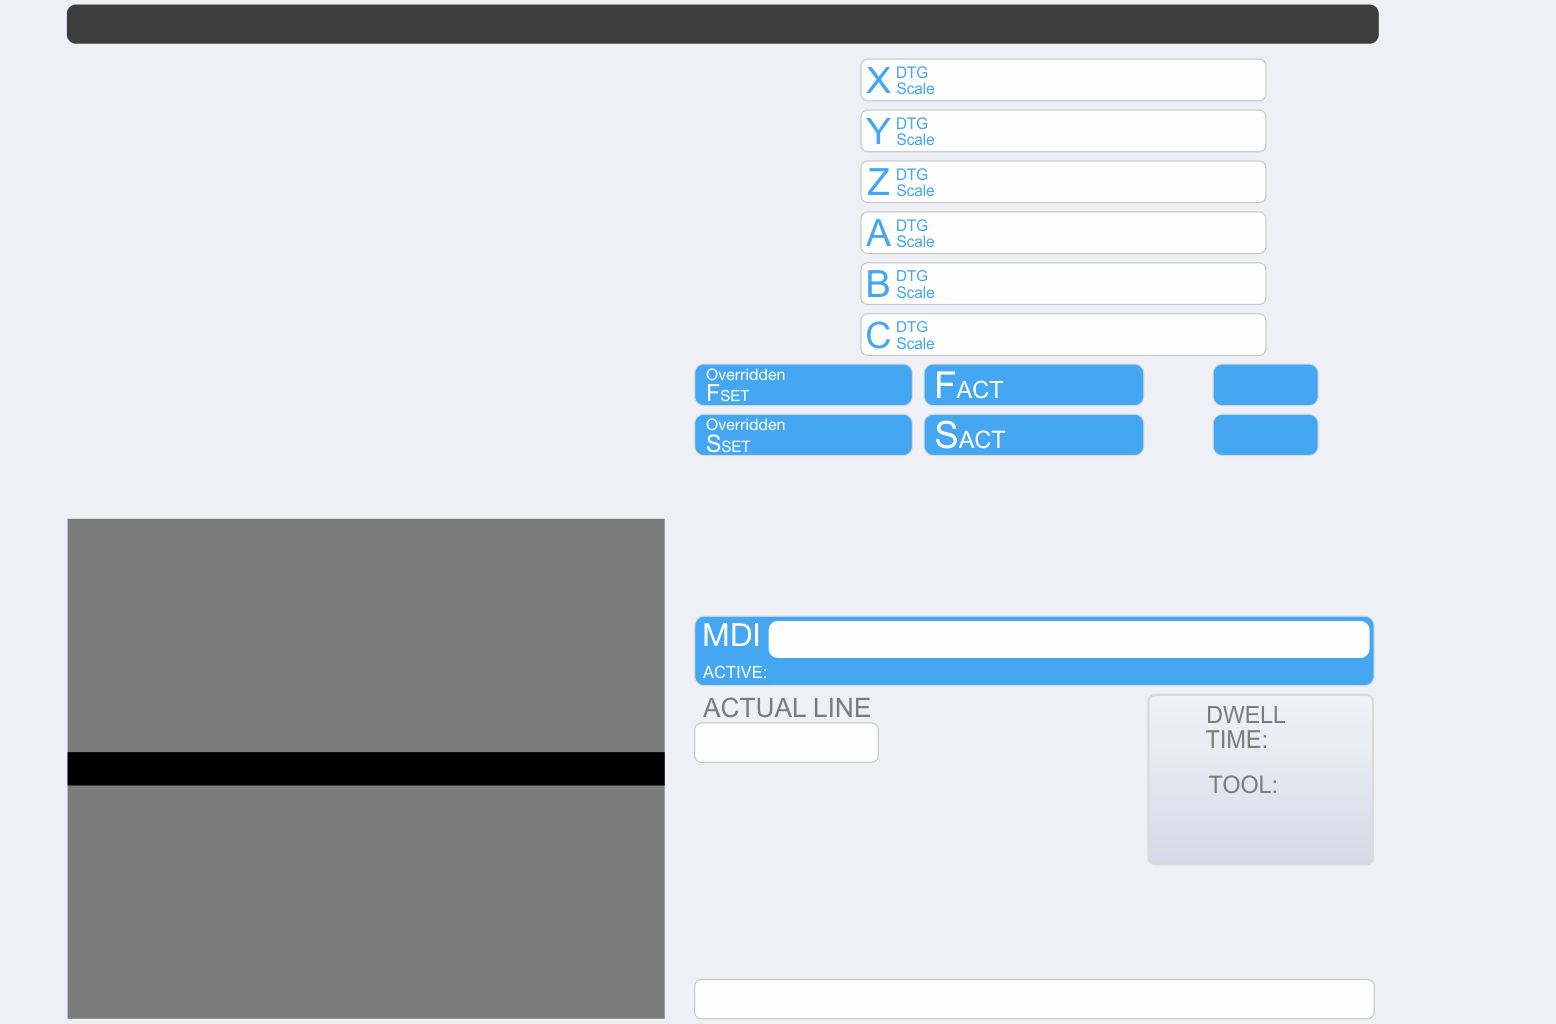 X DTG
Scale
Y DTG
Scale
Z DTG
Scale
A DTG
Scale
B DTG
Scale
C DTG
Scale
Overridden
FSET
FACT
Overridden
SSET
SACT
MDI
ACTIVE:
ACTUAL LINE
DWELL
TIME:
TOOL: